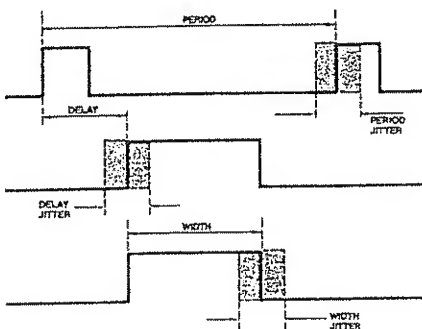 PERIOD
DELAY
PERIOD
JITTER
DELAY
JITTER
WIDTH
WIDTH
JITTER